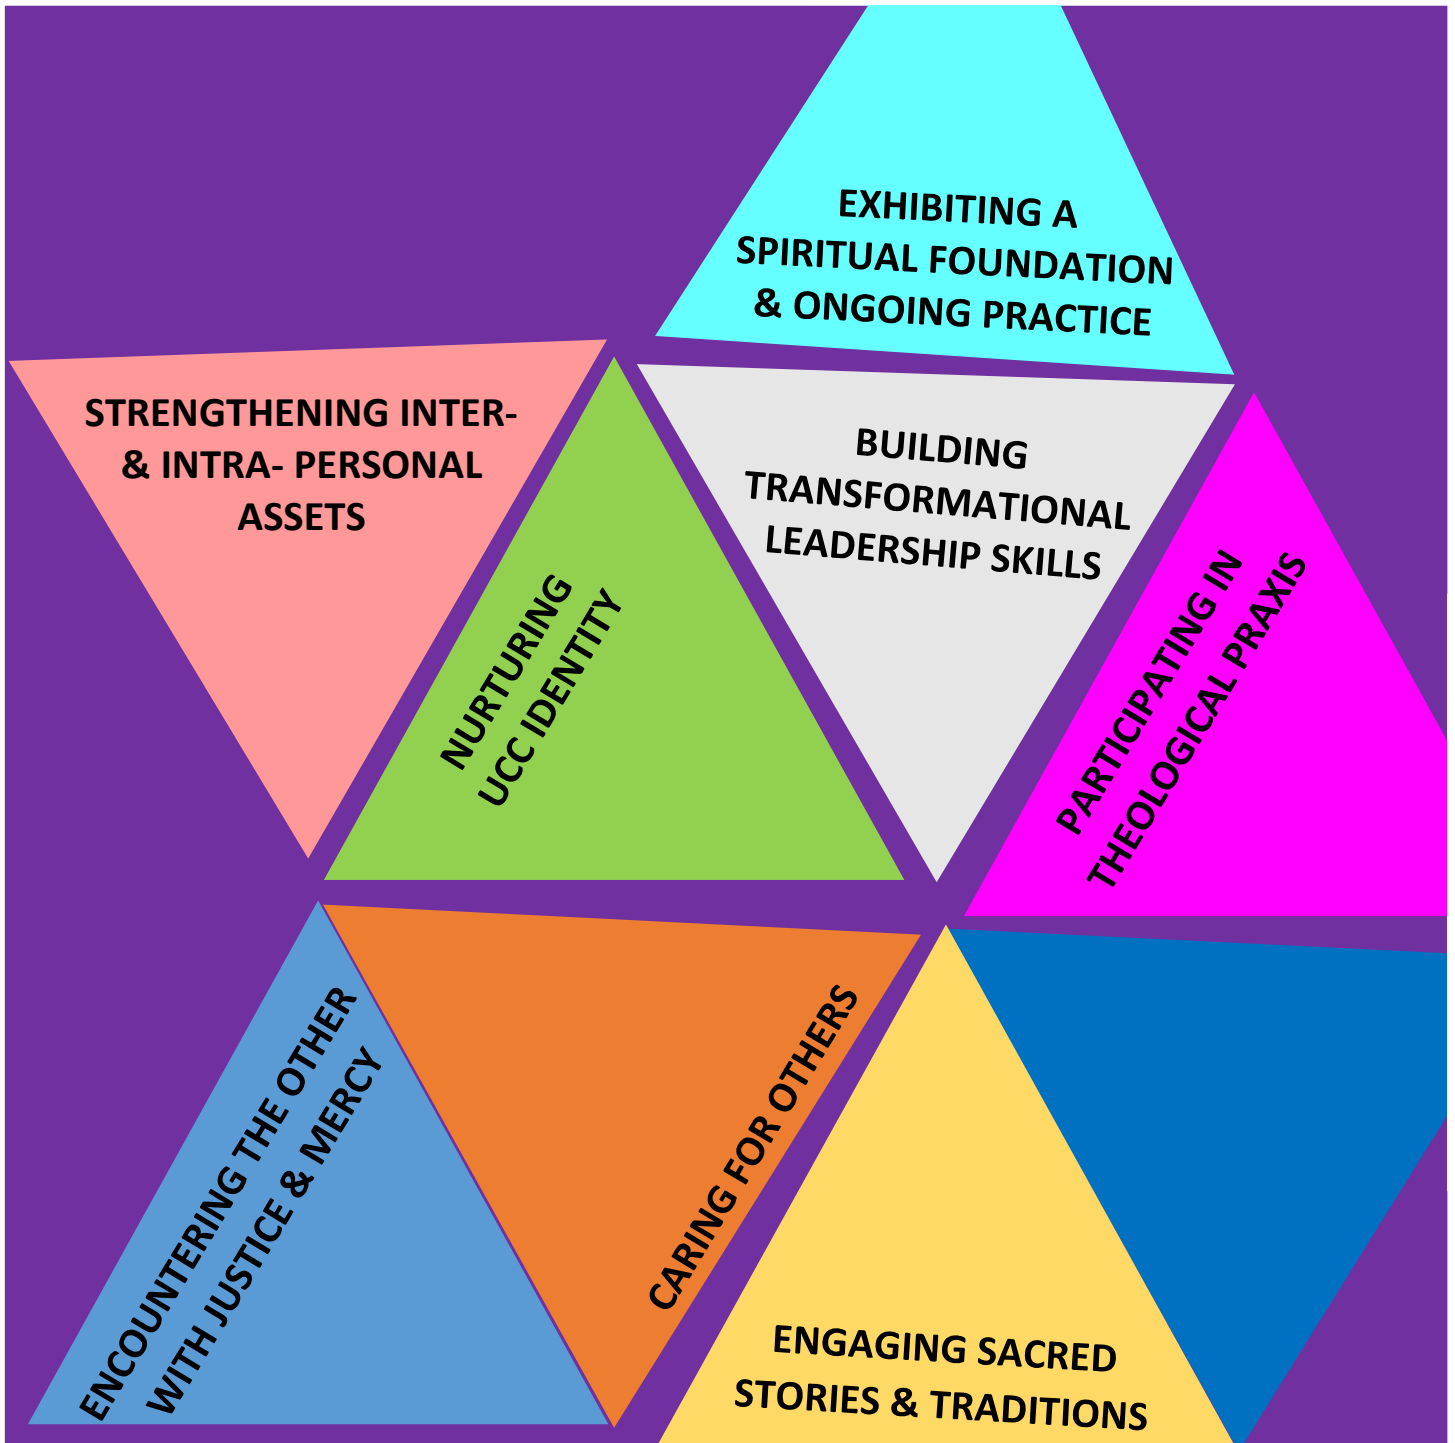 EXHIBITING A
SPIRITUAL FOUNDATION
& ONGOING PRACTICE
STRENGTHENING INTER-
& INTRA- PERSONAL
ASSETS
BUILDING
TRANSFORMATIONAL
LEADERSHIP SKILLS
NURTURING
UCC IDENTITY
PARTICIPATING IN
THEOLOGICAL PRAXIS
ENCOUNTERING THE OTHER
WITH JUSTICE & MERCY
CARING FOR OTHERS
ENGAGING SACRED
STORIES & TRADITIONS